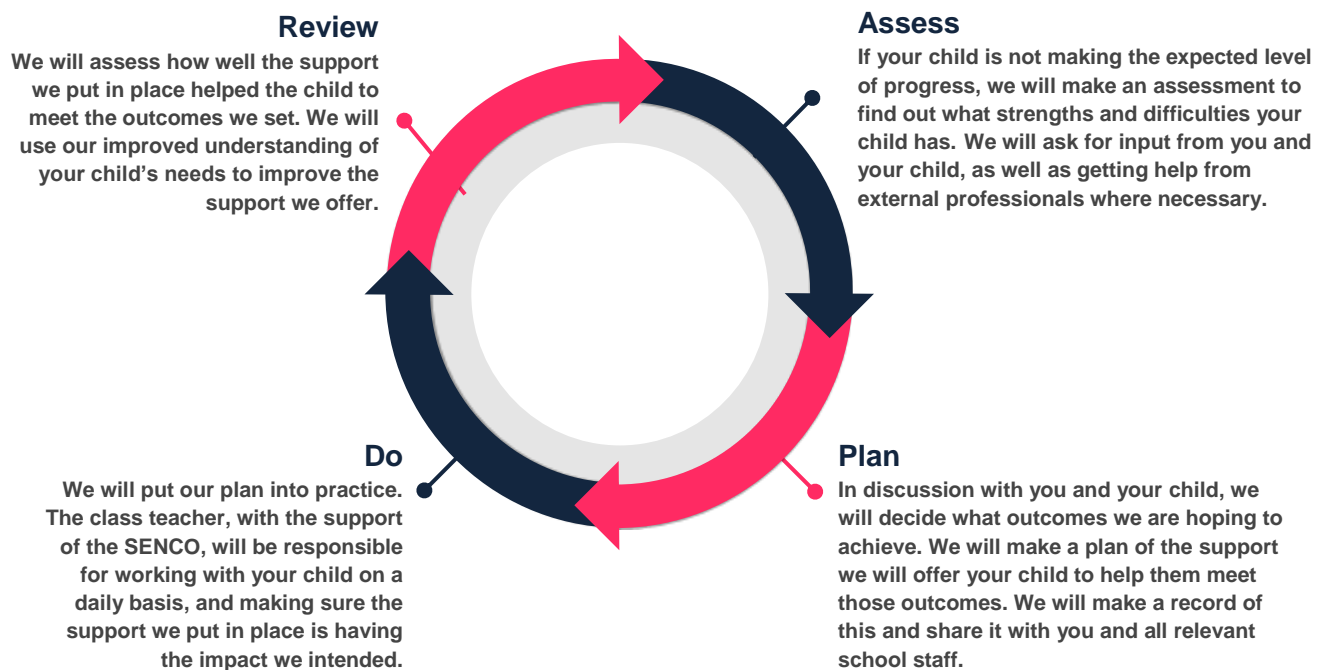 Review
We will assess how well the support
we put in place helped the child to
meet the outcomes we set. We will
use our improved understanding of
your child’s needs to improve the
support we offer.
Assess
If your child is not making the expected level
of progress, we will make an assessment to
find out what strengths and difficulties your
child has. We will ask for input from you and
your child, as well as getting help from
external professionals where necessary.
Do
We will put our plan into practice.
The class teacher, with the support
of the SENCO, will be responsible
for working with your child on a
daily basis, and making sure the
support we put in place is having
the impact we intended.
Plan
In discussion with you and your child, we
will decide what outcomes we are hoping to
achieve. We will make a plan of the support
we will offer your child to help them meet
those outcomes. We will make a record of
this and share it with you and all relevant
school staff.